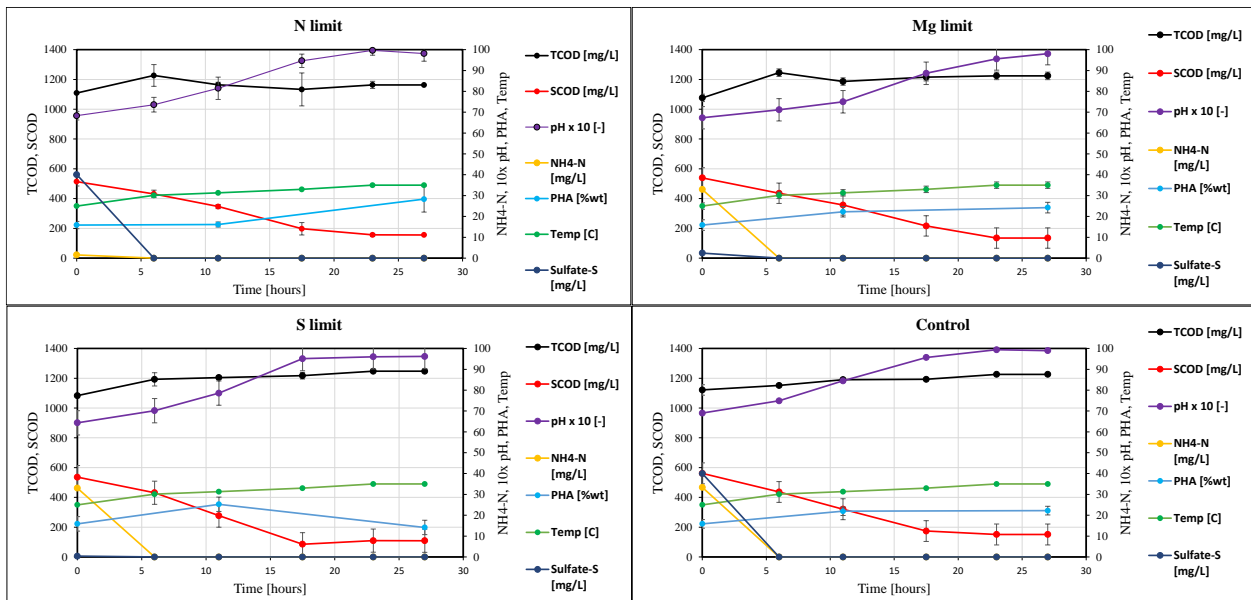 N limit
1400
1200
1000
800
600
400
200
0
0
5
10
15
20
25
30
100
90
80
70
60
50
40
30
20
10
0
TCOD, SCOD
Time [hours]
NH4-N, 10x pH, PHA, Temp
TCOD [mg/L]
SCOD [mg/L]
pH x 10 [-]
NH4-N
[mg/L]
PHA [%wt]
Temp [C]
Sulfate-S
[mg/L]
Mg limit
1400
1200
1000
800
600
400
200
0
0
5
10
15
20
25
30
100
90
80
70
60
50
40
30
20
10
0
TCOD, SCOD
Time [hours]
NH4-N, 10x pH, PHA, Temp
TCOD [mg/L]
SCOD [mg/L]
pH x 10 [-]
NH4-N
[mg/L]
PHA [%wt]
Temp [C]
Sulfate-S
[mg/L]
S limit
1400
1200
1000
800
600
400
200
0
0
5
10
15
20
25
30
100
90
80
70
60
50
40
30
20
10
0
TCOD, SCOD
Time [hours]
NH4-N, 10x pH, PHA, Temp
TCOD [mg/L]
SCOD [mg/L]
pH x 10 [-]
NH4-N
[mg/L]
PHA [%wt]
Temp [C]
Sulfate-S
[mg/L]
Control
1400
1200
1000
800
600
400
200
0
0
5
10
15
20
25
30
100
90
80
70
60
50
40
30
20
10
0
TCOD, SCOD
Time [hours]
NH4-N, 10x pH, PHA, Temp
TCOD [mg/L]
SCOD [mg/L]
pH x 10 [-]
NH4-N
[mg/L]
PHA [%wt]
Temp [C]
Sulfate-S
[mg/L]